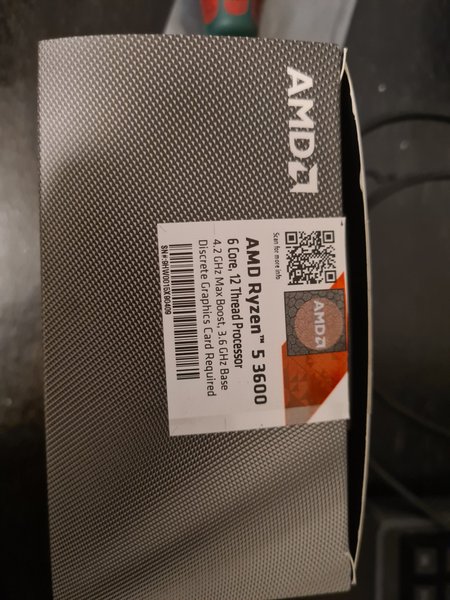 AMD
Scan for more info
AMD
AMD Ryzen™ 5 3600
6 Core, 12 Thread Processor
4.2 GHz Max Boost, 3.6 GHz Base
Discrete Graphics Card Required